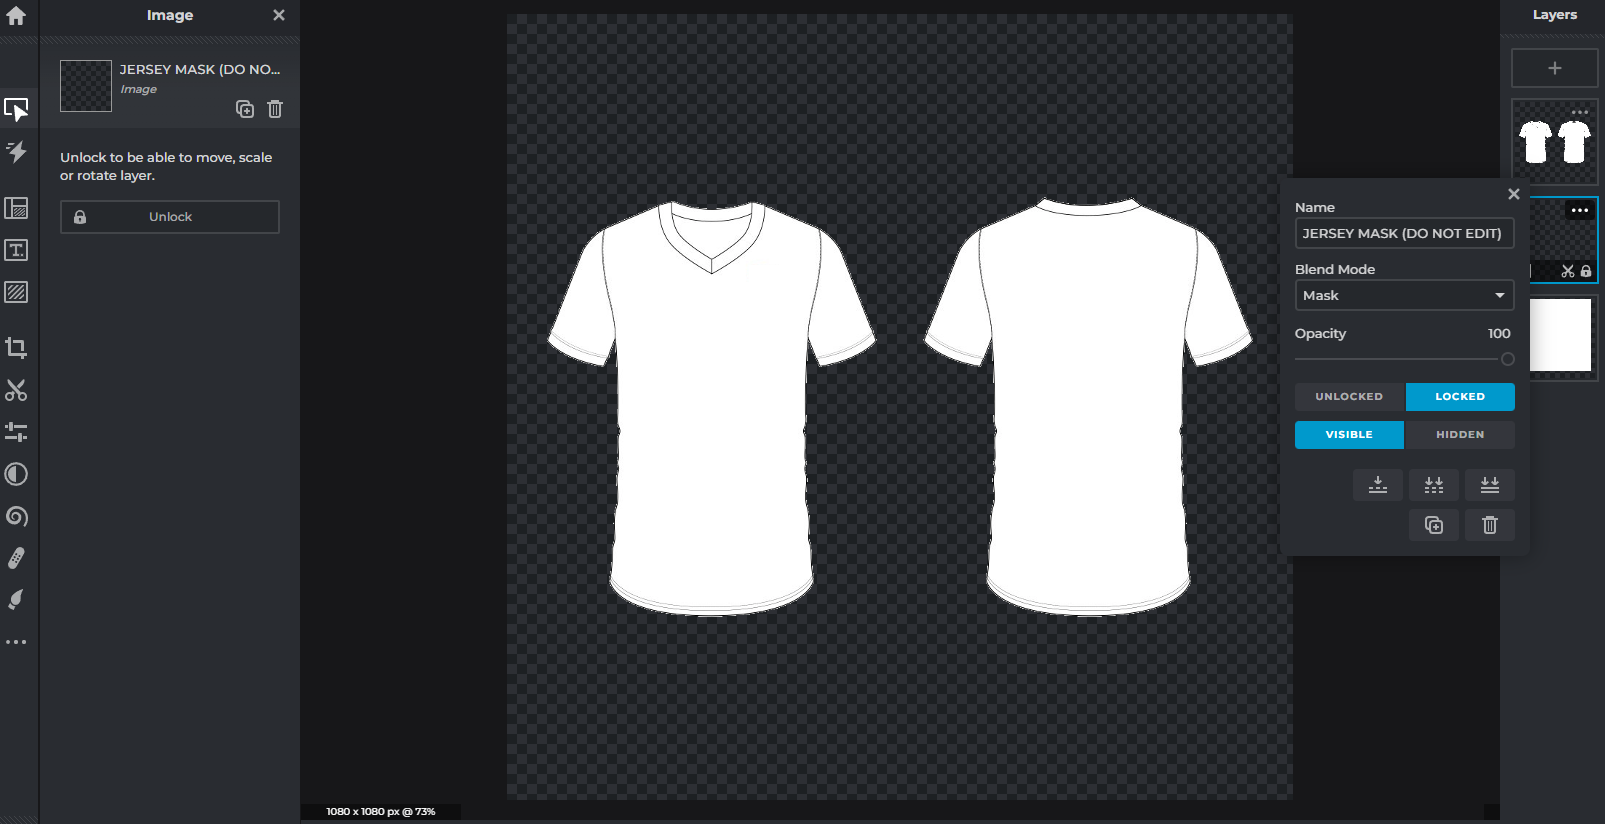 Image
JERSEY MASK (DO NO...
Image
Unlock to be able to move, scale
or rotate layer.
Unlock
1080 x 1080 px @ 73%
Layers
Name
JERSEY MASK (DO NOT EDIT)
Blend Mode
Mask
Opacity 100
UNLOCKED LOCKED
VISIBLE HIDDEN